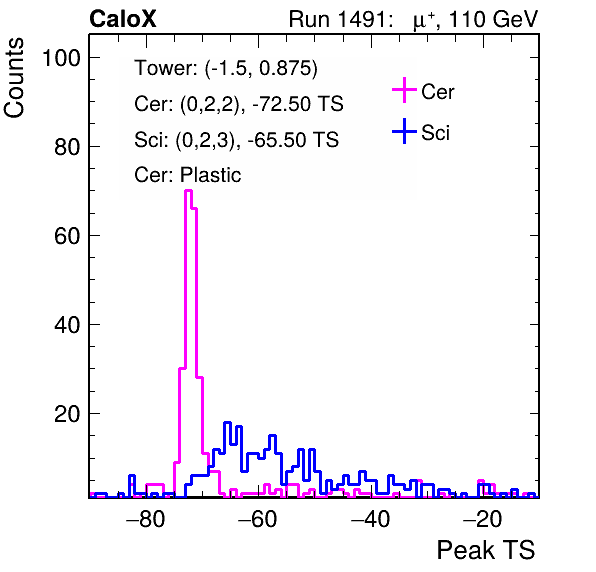 CaloX Run 1491: μ⁺, 110 GeV
Counts
100
80
60
40
20
Tower: (-1.5, 0.875)
Cer: (0,2,2), -72.50 TS
Sci: (0,2,3), -65.50 TS
Cer: Plastic
Cer
Sci
−80 −60 −40 −20
Peak TS